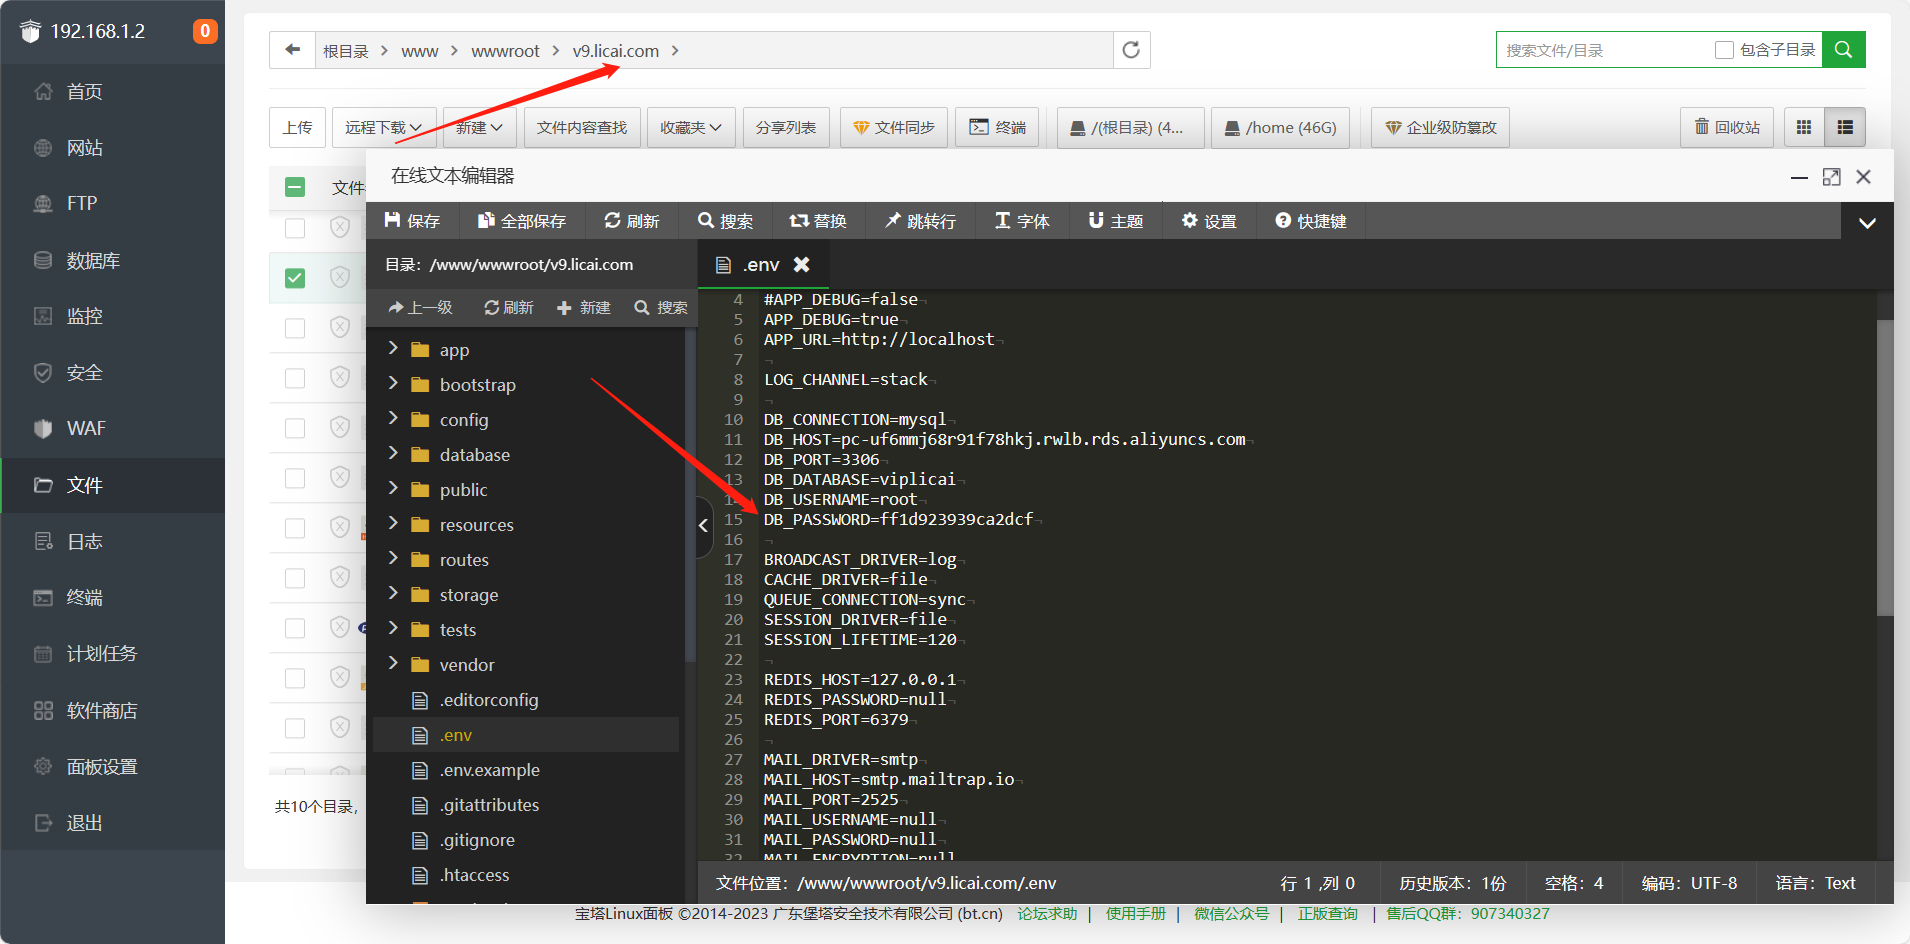 192.168.1.2
0
首页
网站
FTP
数据库
监控
安全
WAF
文件
日志
终端
计划任务
软件商店
面板设置
退出
根目录 > www > wwwroot > v9.licai.com >
搜索文件/目录
包含子目录
上传
远程下载
新建
文件内容查找
收藏夹
分享列表
文件同步
终端
/(根目录) (4...
/home (46G)
企业级防篡改
回收站
文件
共10个目录，
在线文本编辑器
保存
全部保存
刷新
搜索
替换
跳转行
字体
主题
设置
快捷键
目录：/www/wwwroot/v9.licai.com
上一级
刷新
新建
搜索
app
bootstrap
config
database
public
resources
routes
storage
tests
vendor
.editorconfig
.env
.env.example
.gitattributes
.gitignore
.htaccess
.env
4 #APP_DEBUG=false
5 APP_DEBUG=true
6 APP_URL=http://localhost
7
8 LOG_CHANNEL=stack
9
10 DB_CONNECTION=mysql
11 DB_HOST=pc-uf6mmj68r91f78hkj.rwlb.rds.aliyuncs.com
12 DB_PORT=3306
13 DB_DATABASE=viplicai
14 DB_USERNAME=root
15 DB_PASSWORD=ff1d923939ca2dcf
16
17 BROADCAST_DRIVER=log
18 CACHE_DRIVER=file
19 QUEUE_CONNECTION=sync
20 SESSION_DRIVER=file
21 SESSION_LIFETIME=120
22
23 REDIS_HOST=127.0.0.1
24 REDIS_PASSWORD=null
25 REDIS_PORT=6379
26
27 MAIL_DRIVER=smtp
28 MAIL_HOST=smtp.mailtrap.io
29 MAIL_PORT=2525
30 MAIL_USERNAME=null
31 MAIL_PASSWORD=null
32 MAIL_ENCRYPTION=null
文件位置：/www/wwwroot/v9.licai.com/.env
行 1 ,列 0
历史版本：1份
空格：4
编码：UTF-8
语言：Text
宝塔Linux面板 ©2014-2023 广东堡塔安全技术有限公司 (bt.cn) 论坛求助 | 使用手册 | 微信公众号 | 正版查询 | 售后QQ群：907340327